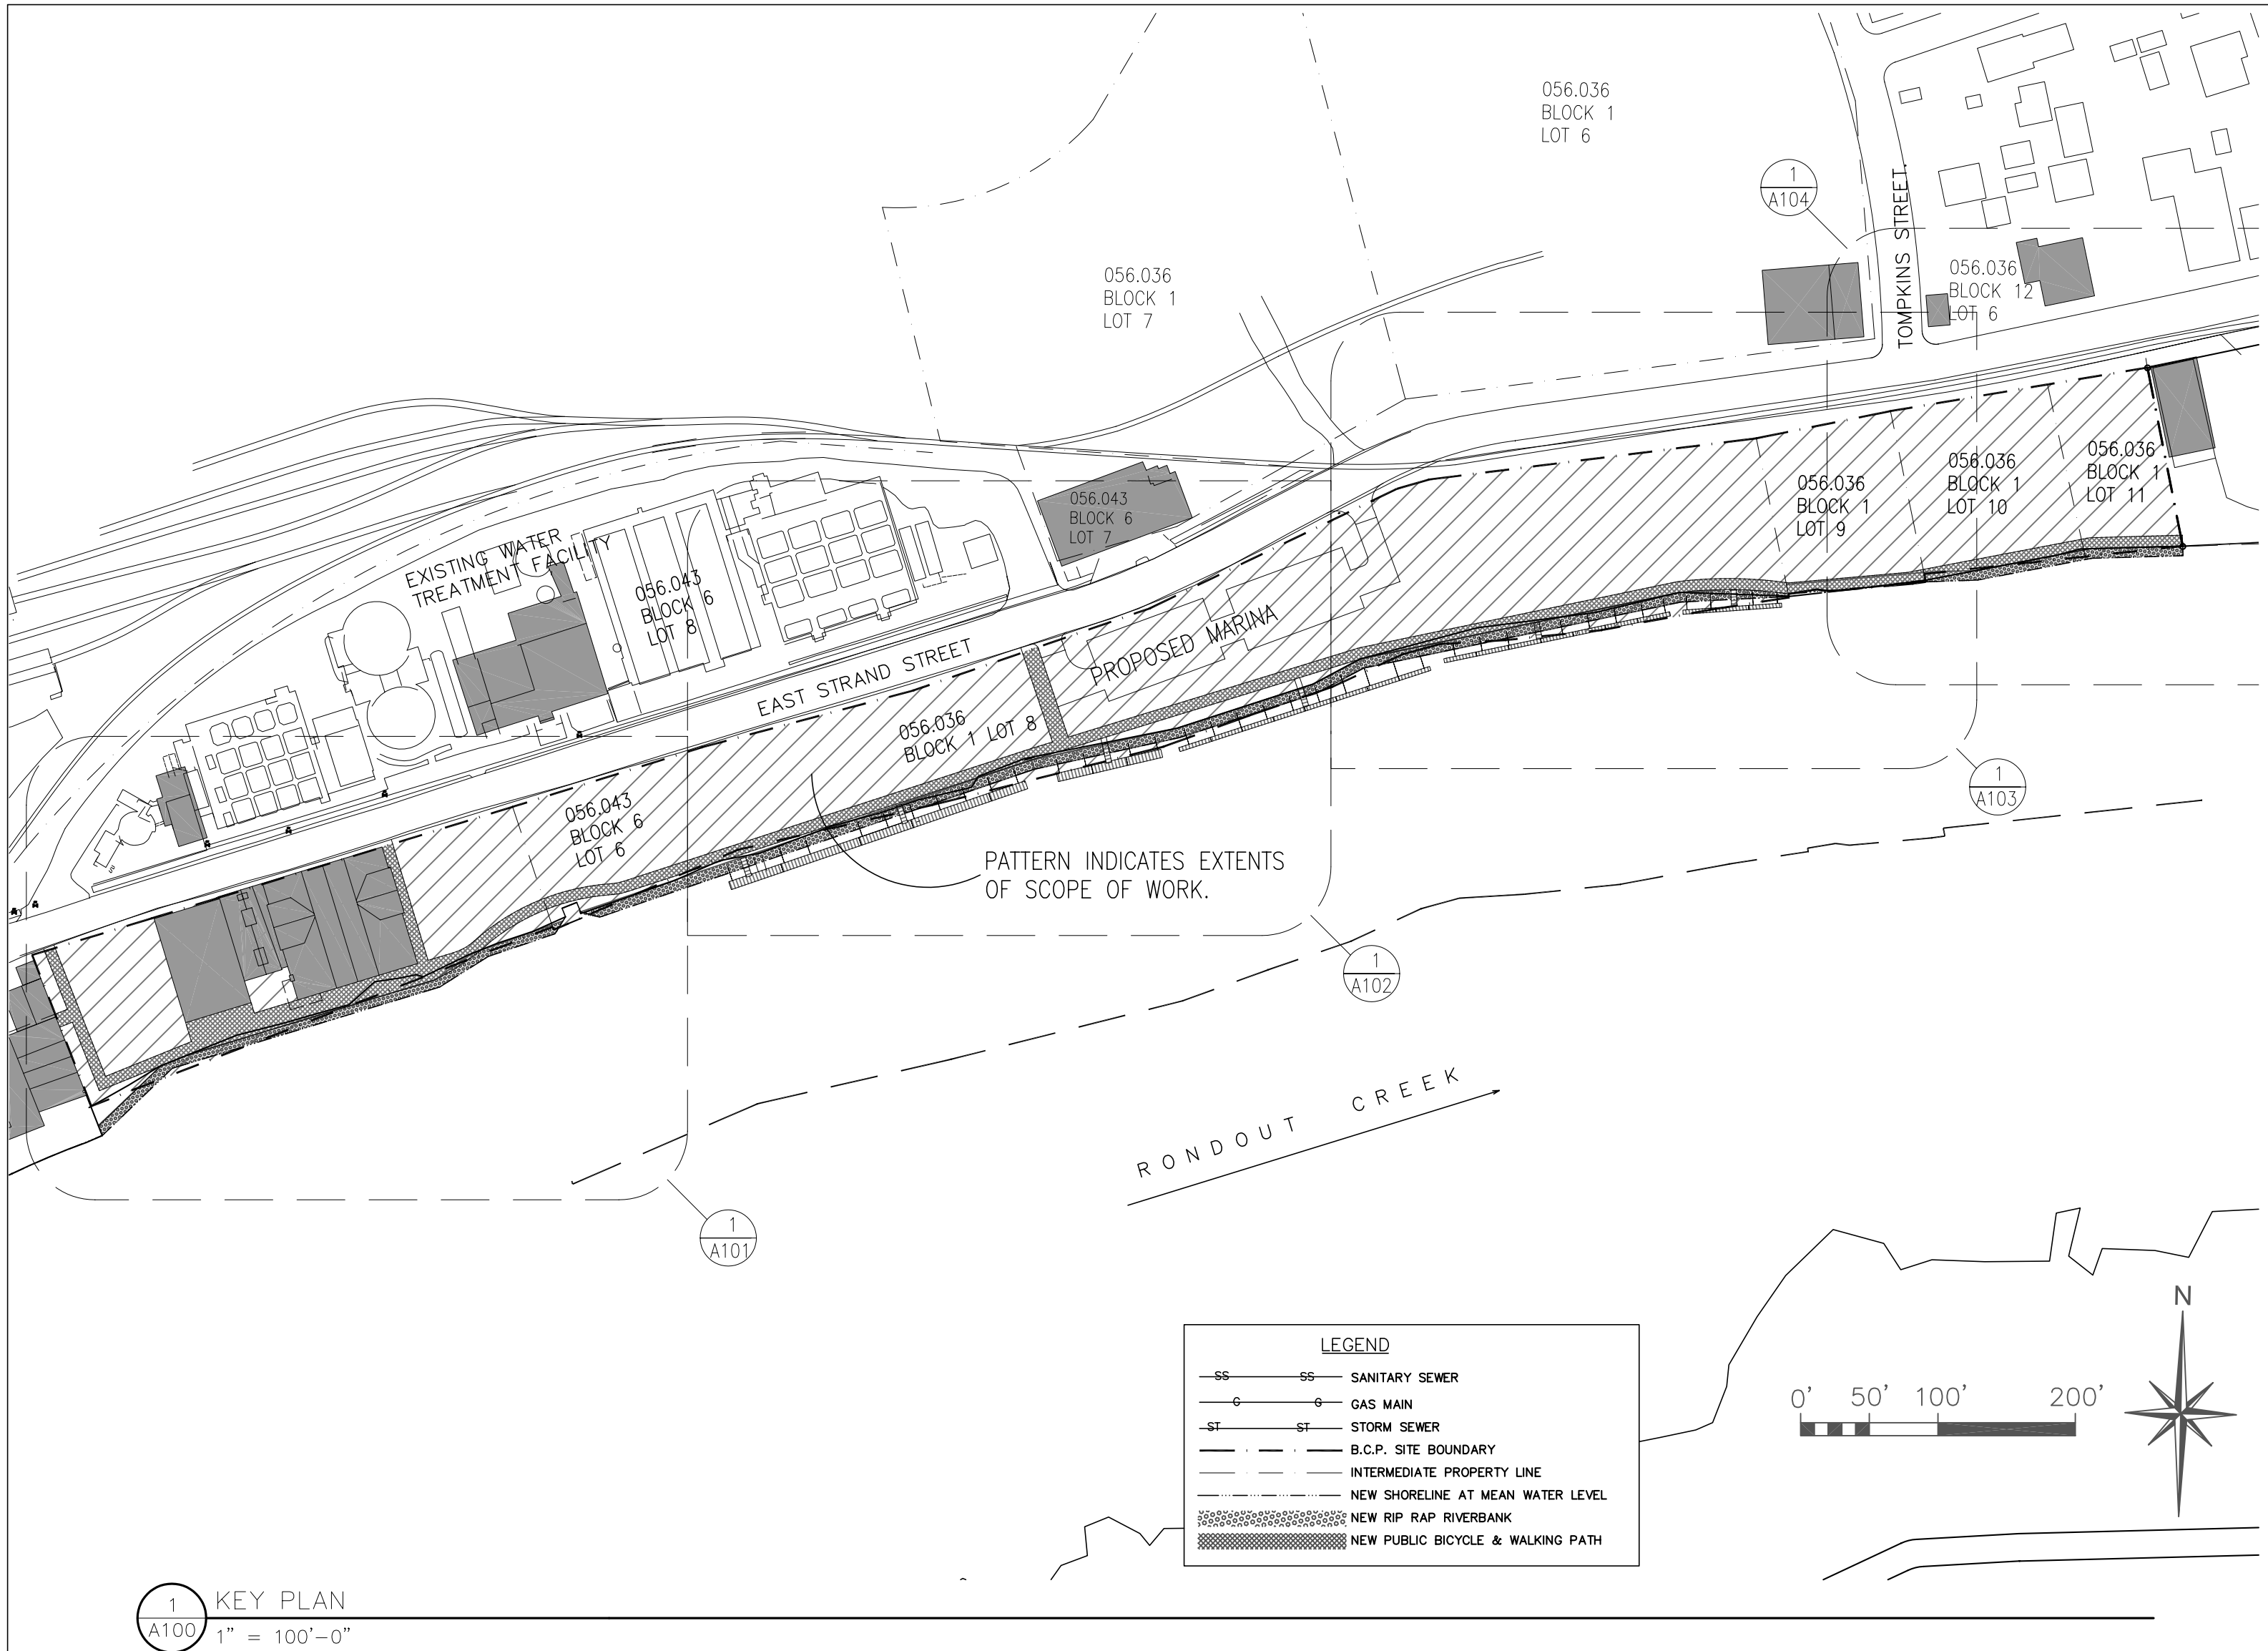 056.036
BLOCK 1
LOT 6
1
A104
TOMPKINS STREET
056.036
BLOCK 1
LOT 7
056.036
BLOCK 12
LOT 6
056.043
BLOCK 6
LOT 7
056.036
BLOCK 1
LOT 9
056.036
BLOCK 1
LOT 10
056.036
BLOCK 1
LOT 11
EXISTING WATER
TREATMENT FACILITY
056.043
BLOCK 6
LOT 8
EAST STRAND STREET
PROPOSED MARINA
056.036
BLOCK 1 LOT 8
056.043
BLOCK 6
LOT 6
1
A103
PATTERN INDICATES EXTENTS
OF SCOPE OF WORK.
1
A102
RONDOUT CREEK
1
A101
LEGEND
SS SS SANITARY SEWER
G G GAS MAIN
ST ST STORM SEWER
B.C.P. SITE BOUNDARY
INTERMEDIATE PROPERTY LINE
NEW SHORELINE AT MEAN WATER LEVEL
NEW RIP RAP RIVERBANK
NEW PUBLIC BICYCLE & WALKING PATH
N
0' 50' 100' 200'
1
A100
KEY PLAN
1" = 100'-0"